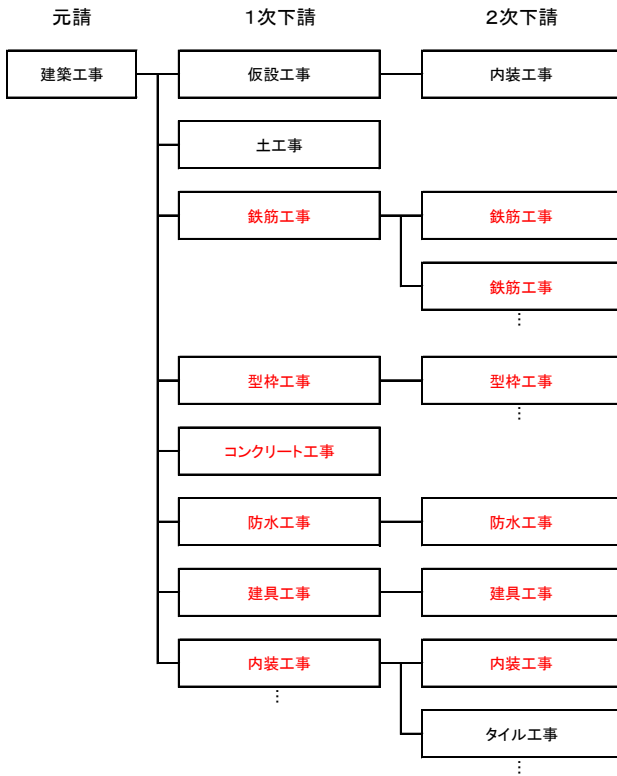 元請 1次下請 2次下請
建築工事 仮設工事 内装工事
土工事
鉄筋工事 鉄筋工事
鉄筋工事
⋮
型枠工事 型枠工事
⋮
コンクリート工事
防水工事 防水工事
建具工事 建具工事
内装工事 内装工事
⋮
タイル工事
⋮